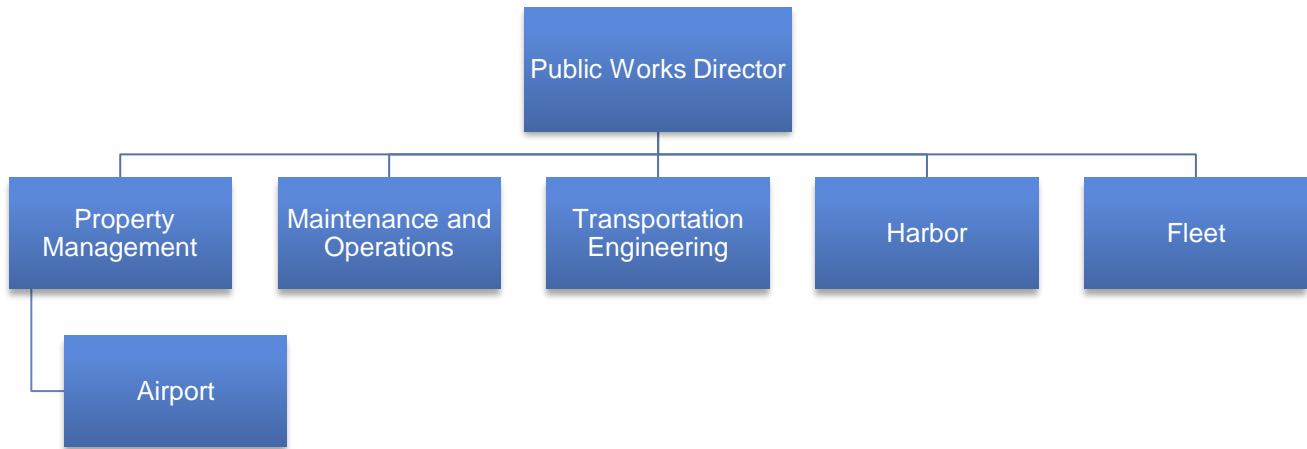 Public Works Director
Property
Management
Maintenance and
Operations
Transportation
Engineering
Harbor
Fleet
Airport